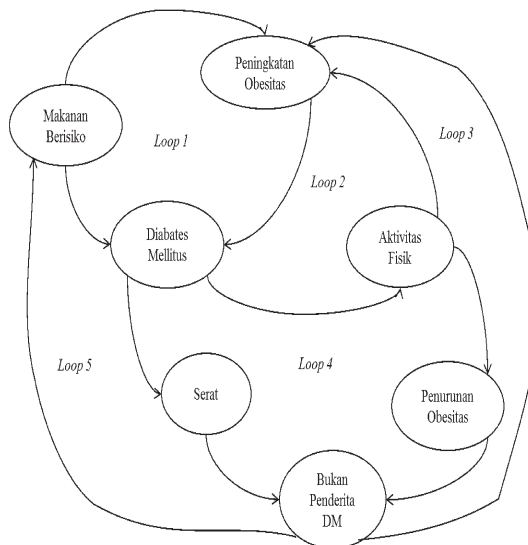 Peningkatan
Obesitas
Makanan
Berisiko
Loop 1
Loop 3
Loop 2
Diabates
Mellitus
Aktivitas
Fisik
Loop 5
Loop 4
Serat
Penurunan
Obesitas
Bukan
Penderita
DM